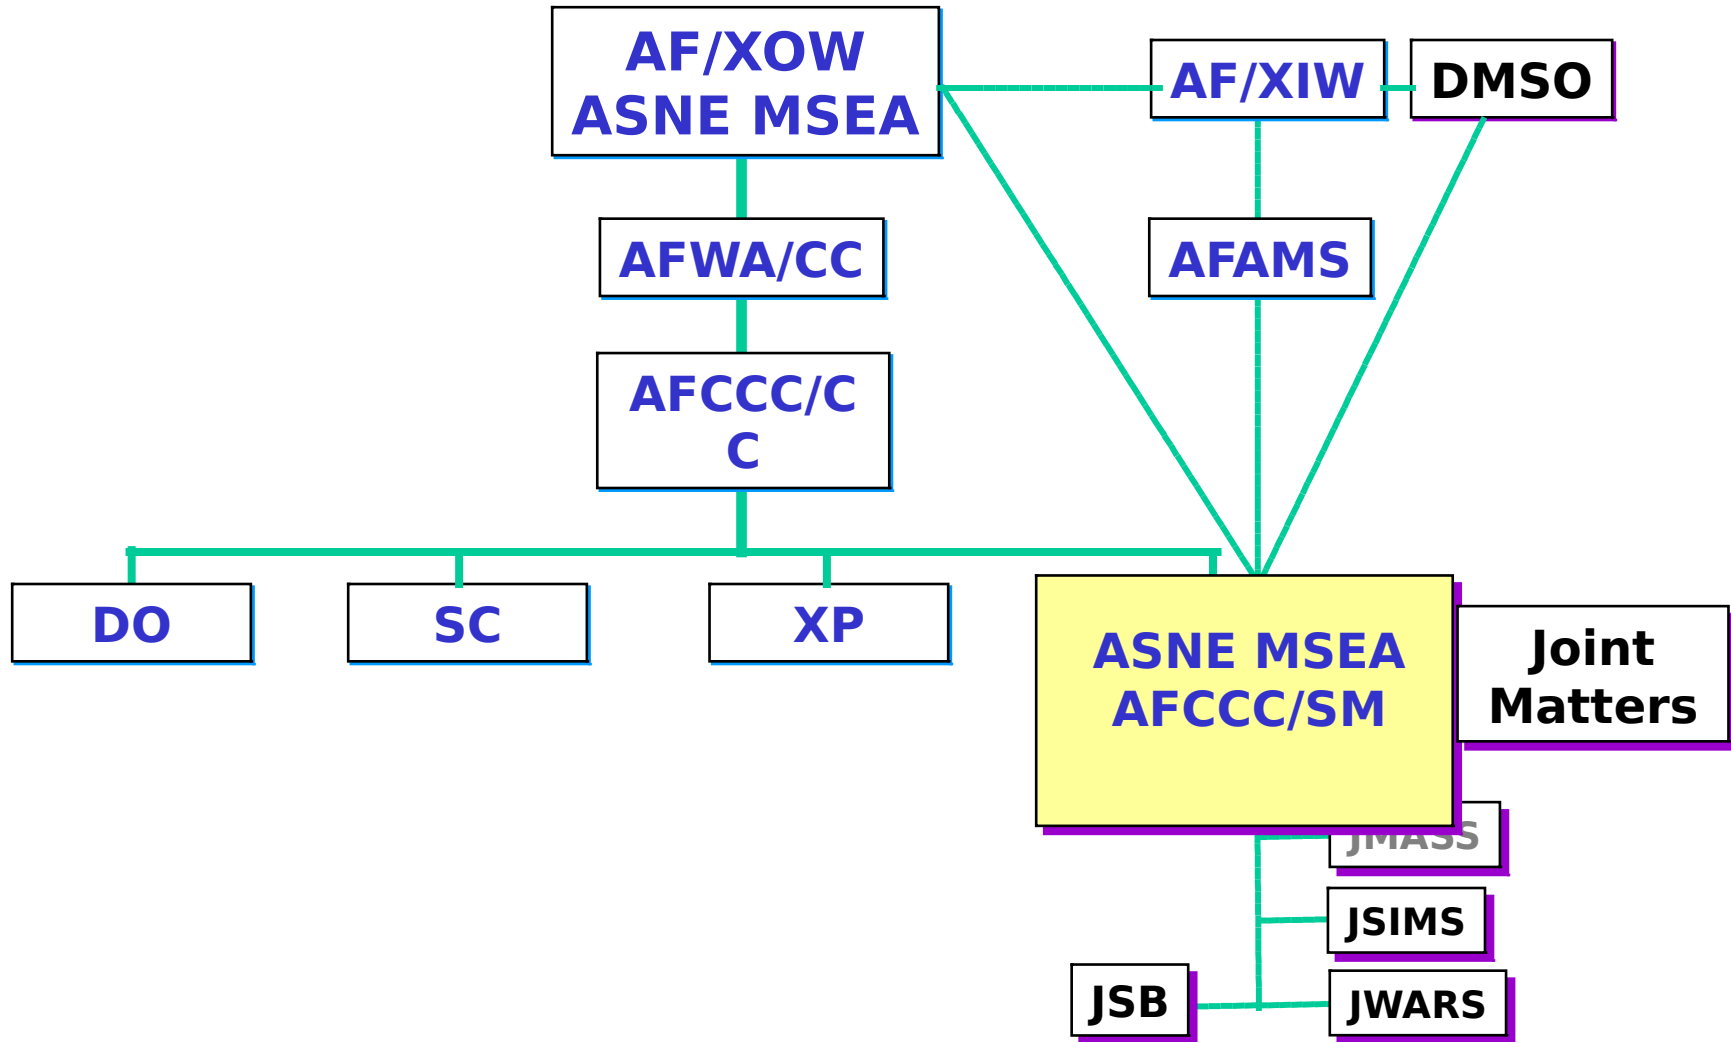 AF/XOW
ASNE MSEA
AF/XIW
DMSO
AFWA/CC
AFAMS
AFCCC/C
C
DO
SC
XP
ASNE MSEA
AFCCC/SM
Joint
Matters
JMASS
JSIMS
JSB
JWARS